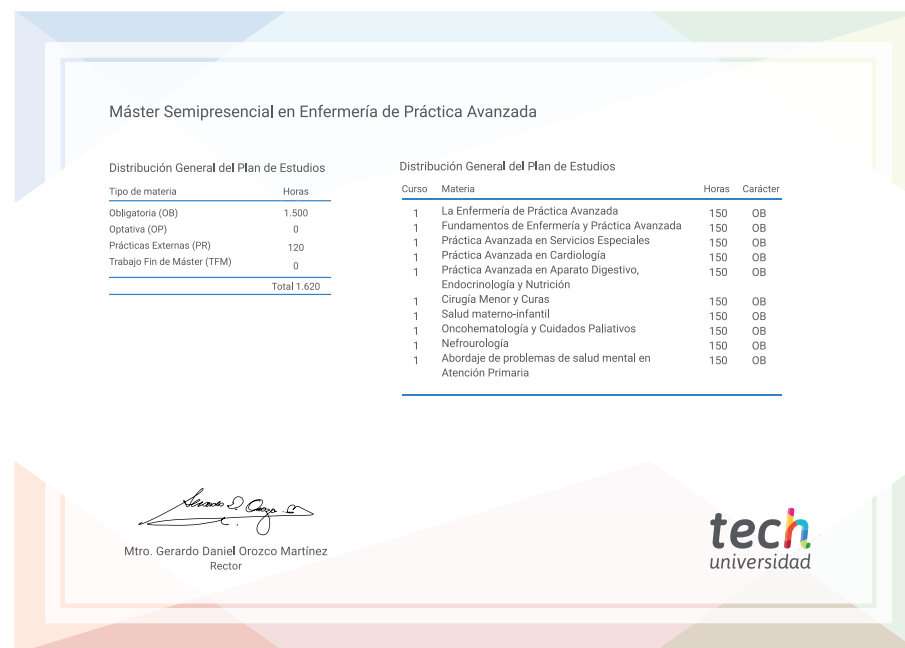 Máster Semipresencial en Enfermería de Práctica Avanzada
Distribución General del Plan de Estudios
Tipo de materia Horas
Obligatoria (OB) 1.500
Optativa (OP) 0
Prácticas Externas (PR) 120
Trabajo Fin de Máster (TFM) 0
Total 1.620
Distribución General del Plan de Estudios
Curso Materia Horas Carácter
1 La Enfermería de Práctica Avanzada 150 OB
1 Fundamentos de Enfermería y Práctica Avanzada 150 OB
1 Práctica Avanzada en Servicios Especiales 150 OB
1 Práctica Avanzada en Cardiología 150 OB
1 Práctica Avanzada en Aparato Digestivo, 150 OB
Endocrinología y Nutrición
1 Cirugía Menor y Curas 150 OB
1 Salud materno-infantil 150 OB
1 Oncohematología y Cuidados Paliativos 150 OB
1 Nefrourología 150 OB
1 Abordaje de problemas de salud mental en 150 OB
Atención Primaria
Mtro. Gerardo Daniel Orozco Martínez
Rector
tech
universidad